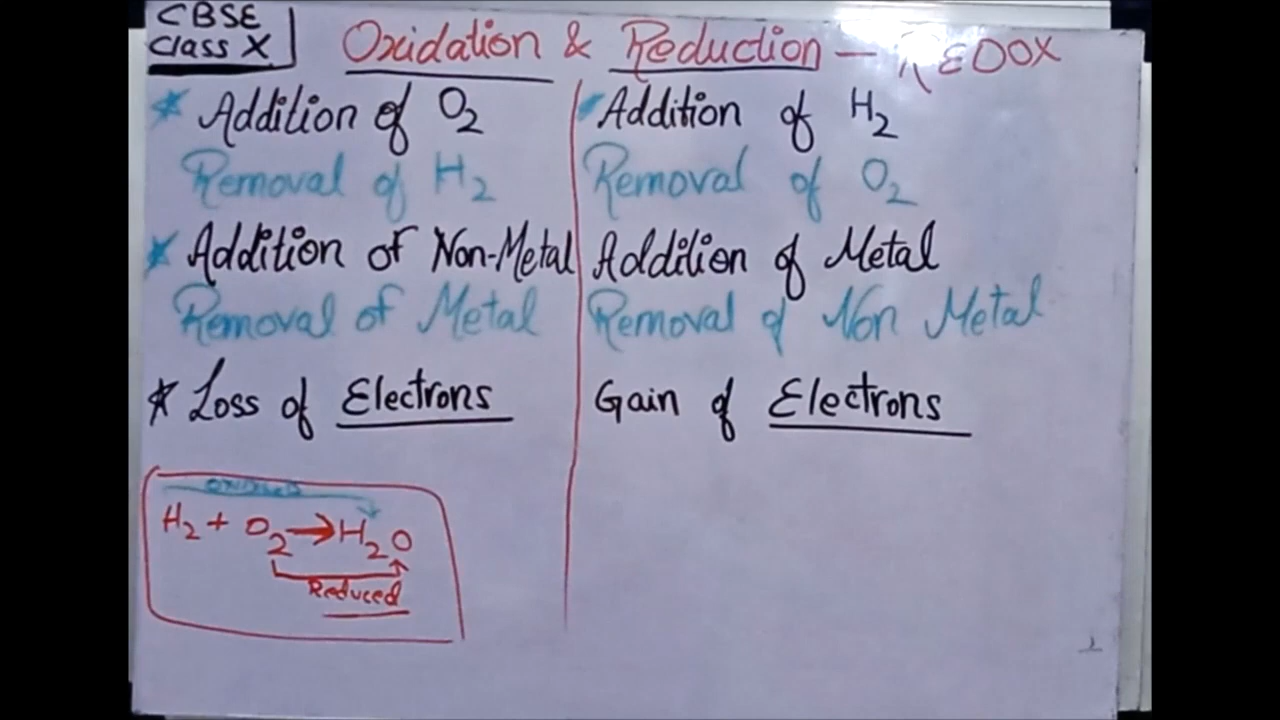 CBSE
Class X
Oxidation & Reduction — REDOX
Addition of O2
Removal of H2
Addition of Non-Metal
Removal of Metal
Loss of Electrons
Addition of H2
Removal of O2
Addition of Metal
Removal of Non Metal
Gain of Electrons
H2 + O2 → H2O
Reduced